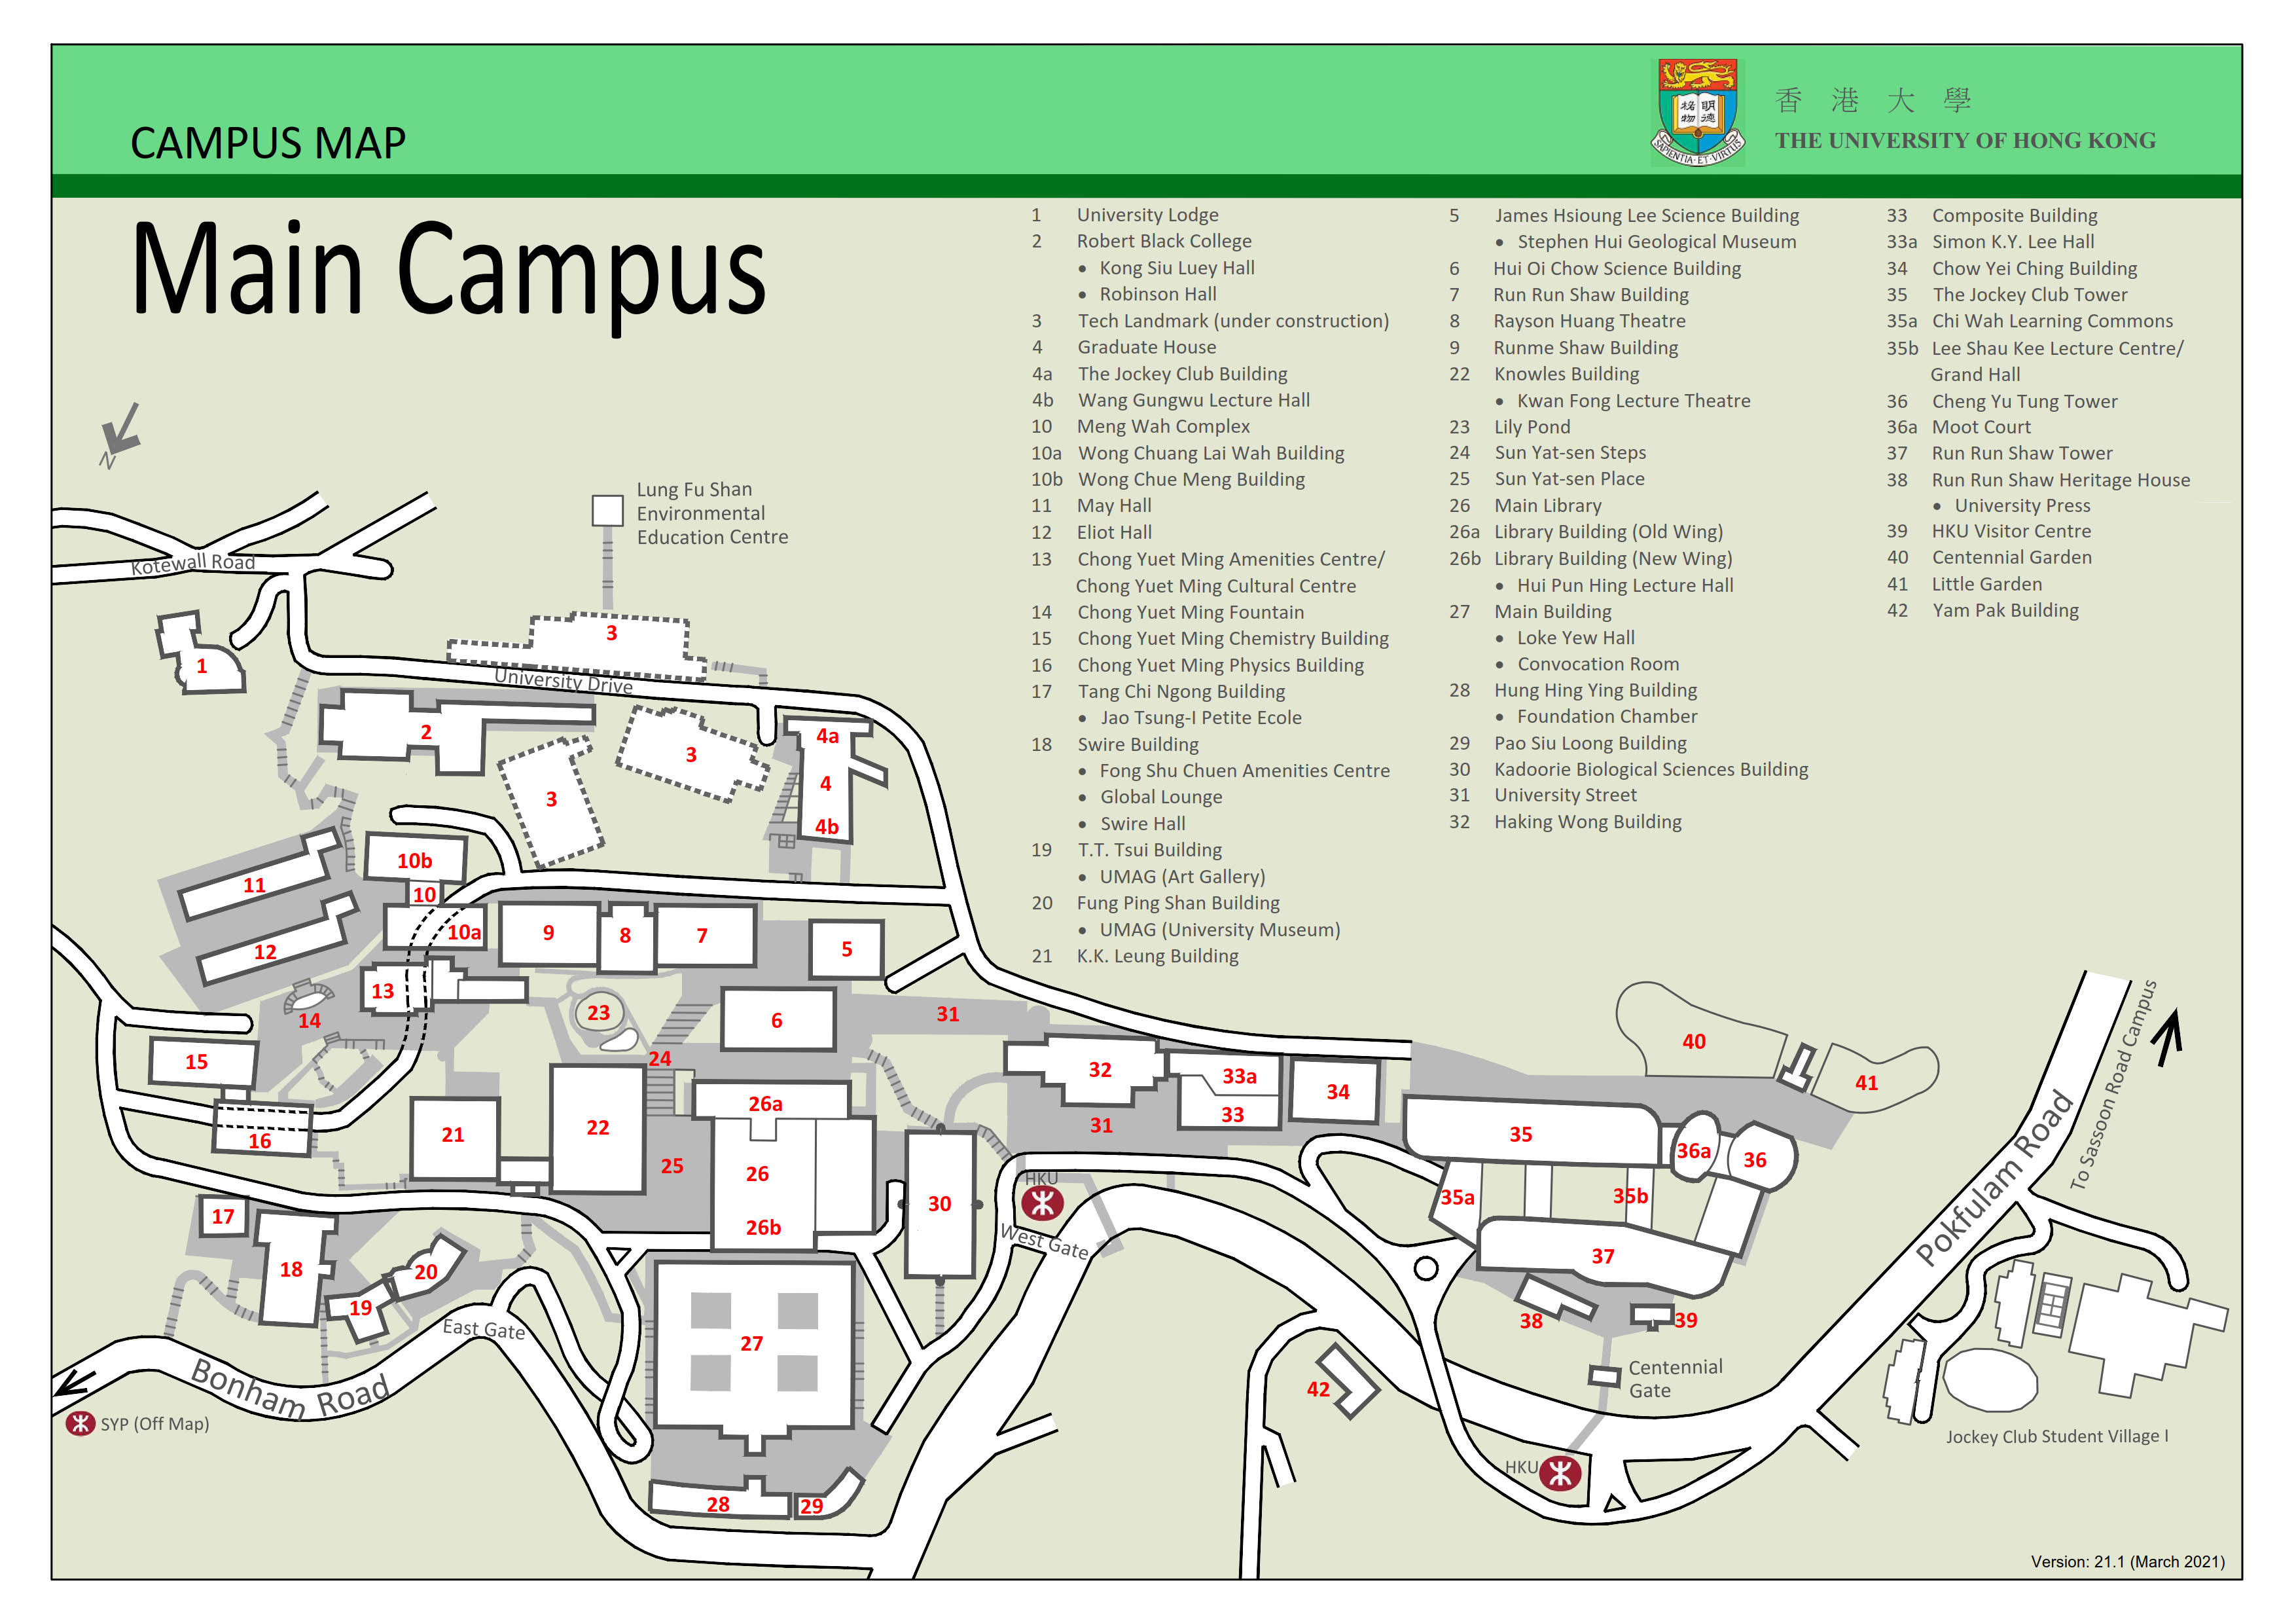 CAMPUS MAP
香 港 大 學
THE UNIVERSITY OF HONG KONG
SAPIENTIA·ET·VIRTUS
明 德
格 物
Main Campus
1 University Lodge
2 Robert Black College
• Kong Siu Luey Hall
• Robinson Hall
3 Tech Landmark (under construction)
4 Graduate House
4a The Jockey Club Building
4b Wang Gungwu Lecture Hall
10 Meng Wah Complex
10a Wong Chuang Lai Wah Building
10b Wong Chue Meng Building
11 May Hall
12 Eliot Hall
13 Chong Yuet Ming Amenities Centre/
Chong Yuet Ming Cultural Centre
14 Chong Yuet Ming Fountain
15 Chong Yuet Ming Chemistry Building
16 Chong Yuet Ming Physics Building
17 Tang Chi Ngong Building
• Jao Tsung-I Petite Ecole
18 Swire Building
• Fong Shu Chuen Amenities Centre
• Global Lounge
• Swire Hall
19 T.T. Tsui Building
• UMAG (Art Gallery)
20 Fung Ping Shan Building
• UMAG (University Museum)
21 K.K. Leung Building
5 James Hsioung Lee Science Building
• Stephen Hui Geological Museum
6 Hui Oi Chow Science Building
7 Run Run Shaw Building
8 Rayson Huang Theatre
9 Runme Shaw Building
22 Knowles Building
• Kwan Fong Lecture Theatre
23 Lily Pond
24 Sun Yat-sen Steps
25 Sun Yat-sen Place
26 Main Library
26a Library Building (Old Wing)
26b Library Building (New Wing)
• Hui Pun Hing Lecture Hall
27 Main Building
• Loke Yew Hall
• Convocation Room
28 Hung Hing Ying Building
• Foundation Chamber
29 Pao Siu Loong Building
30 Kadoorie Biological Sciences Building
31 University Street
32 Haking Wong Building
33 Composite Building
33a Simon K.Y. Lee Hall
34 Chow Yei Ching Building
35 The Jockey Club Tower
35a Chi Wah Learning Commons
35b Lee Shau Kee Lecture Centre/
Grand Hall
36 Cheng Yu Tung Tower
36a Moot Court
37 Run Run Shaw Tower
38 Run Run Shaw Heritage House
• University Press
39 HKU Visitor Centre
40 Centennial Garden
41 Little Garden
42 Yam Pak Building
N
Lung Fu Shan
Environmental
Education Centre
Kotewall Road
3
1
University Drive
2
4a
3
4
3
4b
10b
11
10
10a
9
8
7
5
12
13
23
14
6
31
24
15
40
32
33a
34
41
26a
33
31
21
22
16
35
36a
36
25
26
HKU
35a
35b
30
17
26b
West Gate
37
18
20
19
38
39
East Gate
27
Centennial
Gate
42
Bonham Road
SYP (Off Map)
Pokfulam Road
To Sassoon Road Campus
Jockey Club Student Village I
HKU
28
29
Version: 21.1 (March 2021)